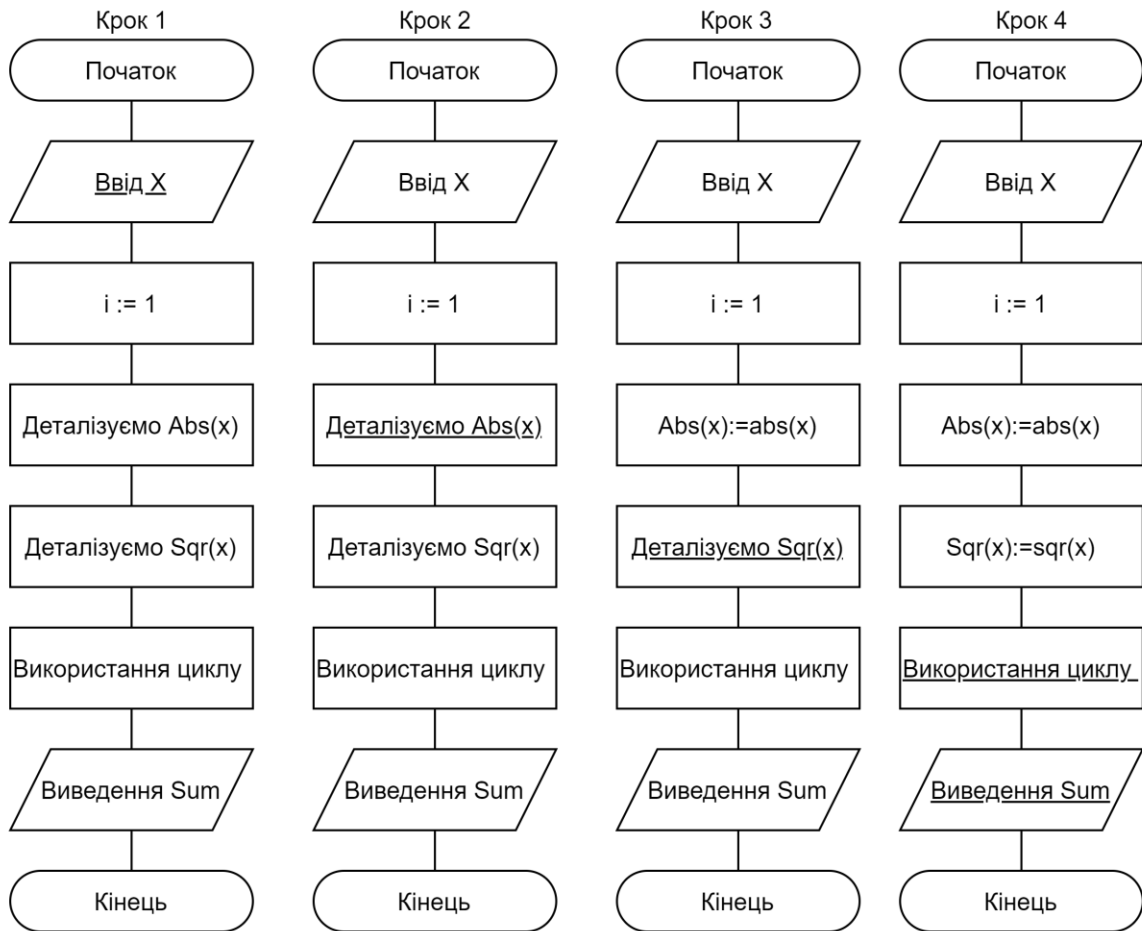 Крок 1
Початок
Ввід X
i := 1
Деталізуємо Abs(x)
Деталізуємо Sqr(x)
Використання циклу
Виведення Sum
Кінець
Крок 2
Початок
Ввід X
i := 1
Деталізуємо Abs(x)
Деталізуємо Sqr(x)
Використання циклу
Виведення Sum
Кінець
Крок 3
Початок
Ввід X
i := 1
Abs(x):=abs(x)
Деталізуємо Sqr(x)
Використання циклу
Виведення Sum
Кінець
Крок 4
Початок
Ввід X
i := 1
Abs(x):=abs(x)
Sqr(x):=sqr(x)
Використання циклу
Виведення Sum
Кінець